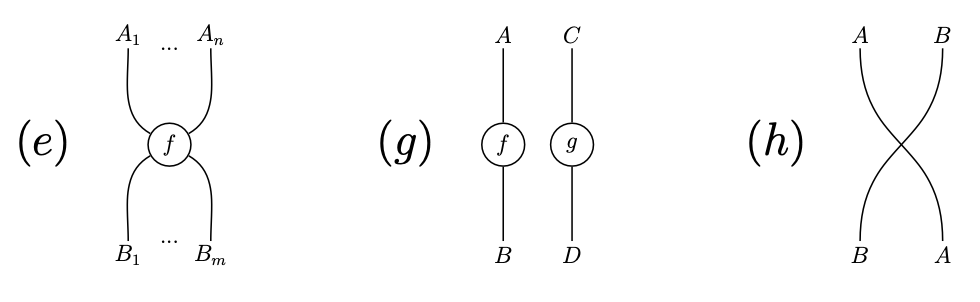 A_1 ... A_n
(e) f
B_1 ... B_m
A C
(g) f g
B D
A B
(h)
B A